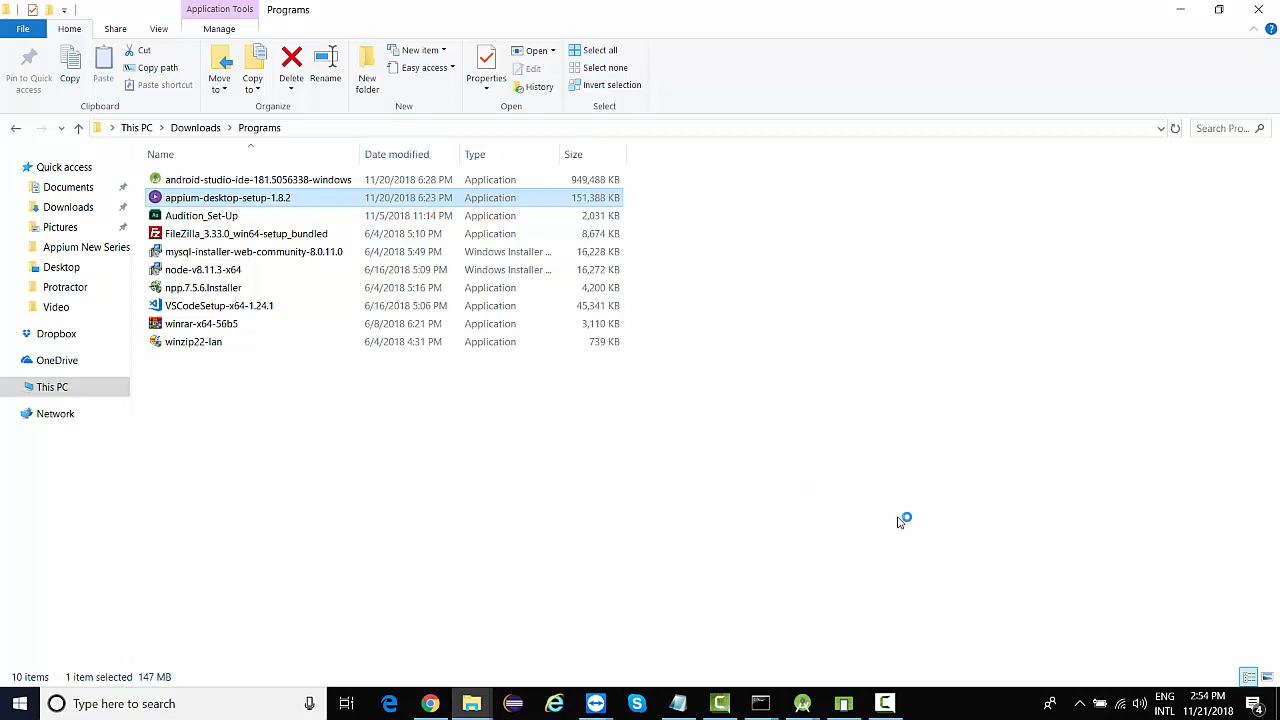 Application Tools Programs
File Home Share View Manage
Pin to Quick access
Copy
Paste
Cut
Copy path
Paste shortcut
Clipboard
Move to
Copy to
Delete
Rename
Organize
New folder
New item
Easy access
New
Properties
Open
Edit
History
Open
Select all
Select none
Invert selection
Select
This PC > Downloads > Programs
Search Pro...
Name Date modified Type Size
android-studio-ide-181.5056338-windows 11/20/2018 6:28 PM Application 949,488 KB
appium-desktop-setup-1.8.2 11/20/2018 6:23 PM Application 151,388 KB
Audition_Set-Up 11/5/2018 11:14 PM Application 2,031 KB
FileZilla_3.33.0_win64-setup_bundled 6/4/2018 5:10 PM Application 8,674 KB
mysql-installer-web-community-8.0.11.0 6/4/2018 5:49 PM Windows Installer ... 16,228 KB
node-v8.11.3-x64 6/16/2018 5:09 PM Windows Installer ... 16,272 KB
npp.7.5.6.Installer 6/4/2018 5:16 PM Application 4,200 KB
VSCodeSetup-x64-1.24.1 6/16/2018 5:06 PM Application 45,341 KB
winrar-x64-56b5 6/8/2018 6:21 PM Application 3,110 KB
winzip22-lan 6/4/2018 4:31 PM Application 739 KB
Quick access
Documents
Downloads
Pictures
Appium New Series
Desktop
Protractor
Video
Dropbox
OneDrive
This PC
Network
10 items 1 item selected 147 MB
Type here to search
ENG
INTL
2:54 PM
11/21/2018
4